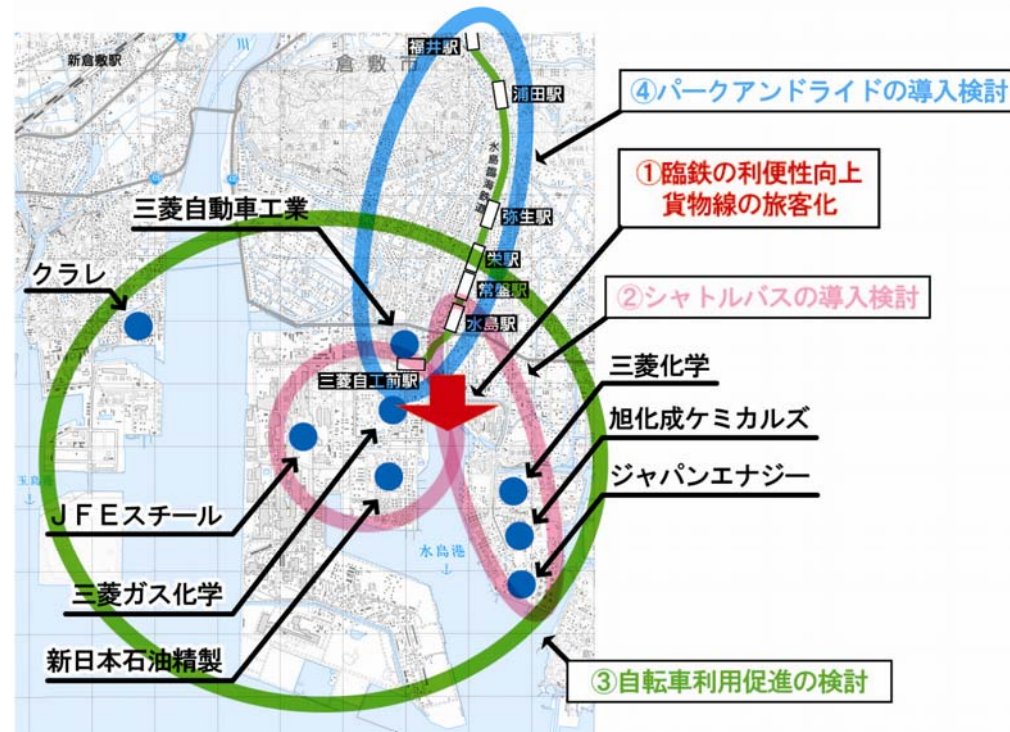 福井駅
新倉敷駅
倉敷市
浦田駅
④パークアンドライドの導入検討
水島臨海鉄道
①臨鉄の利便性向上
貨物線の旅客化
三菱自動車工業
弥生駅
栄駅
クラレ
常盤駅
②シャトルバスの導入検討
水島駅
三菱自工前駅
三菱化学
旭化成ケミカルズ
ジャパンエナジー
玉島港
ＪＦＥスチール
水島港
三菱ガス化学
新日本石油精製
③自転車利用促進の検討